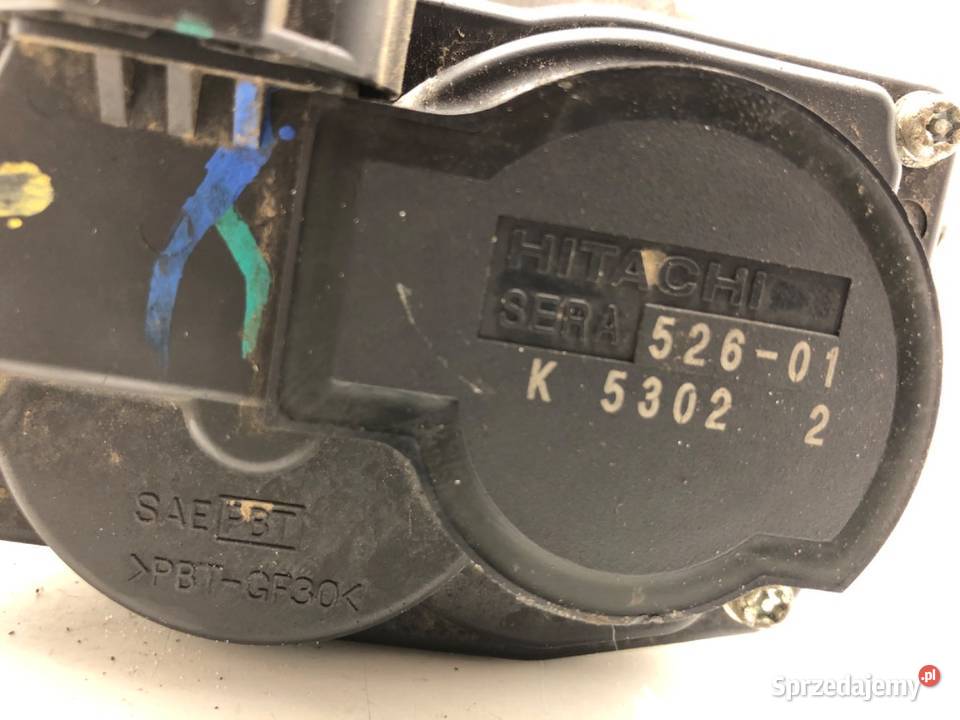 HITACHI
SERA 526-01
K 5302 2
SAE PBT
>PBT-GF30<
Sprzedajemy.pl